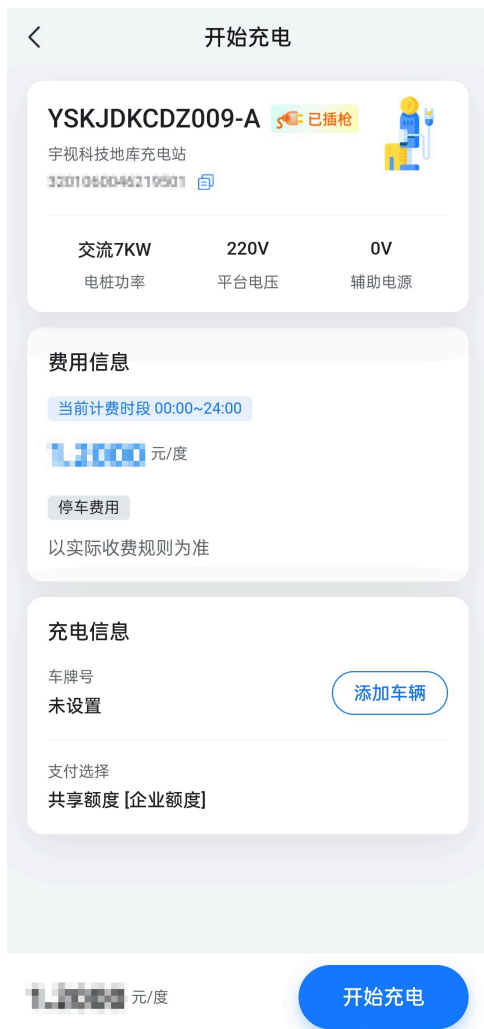 开始充电
YSKJDKCDZ009-A 已插枪
宇视科技地库充电站
交流7KW 220V 0V
电桩功率 平台电压 辅助电源
费用信息
当前计费时段 00:00~24:00
元/度
停车费用
以实际收费规则为准
充电信息
车牌号
未设置 添加车辆
支付选择
共享额度 [企业额度]
元/度 开始充电